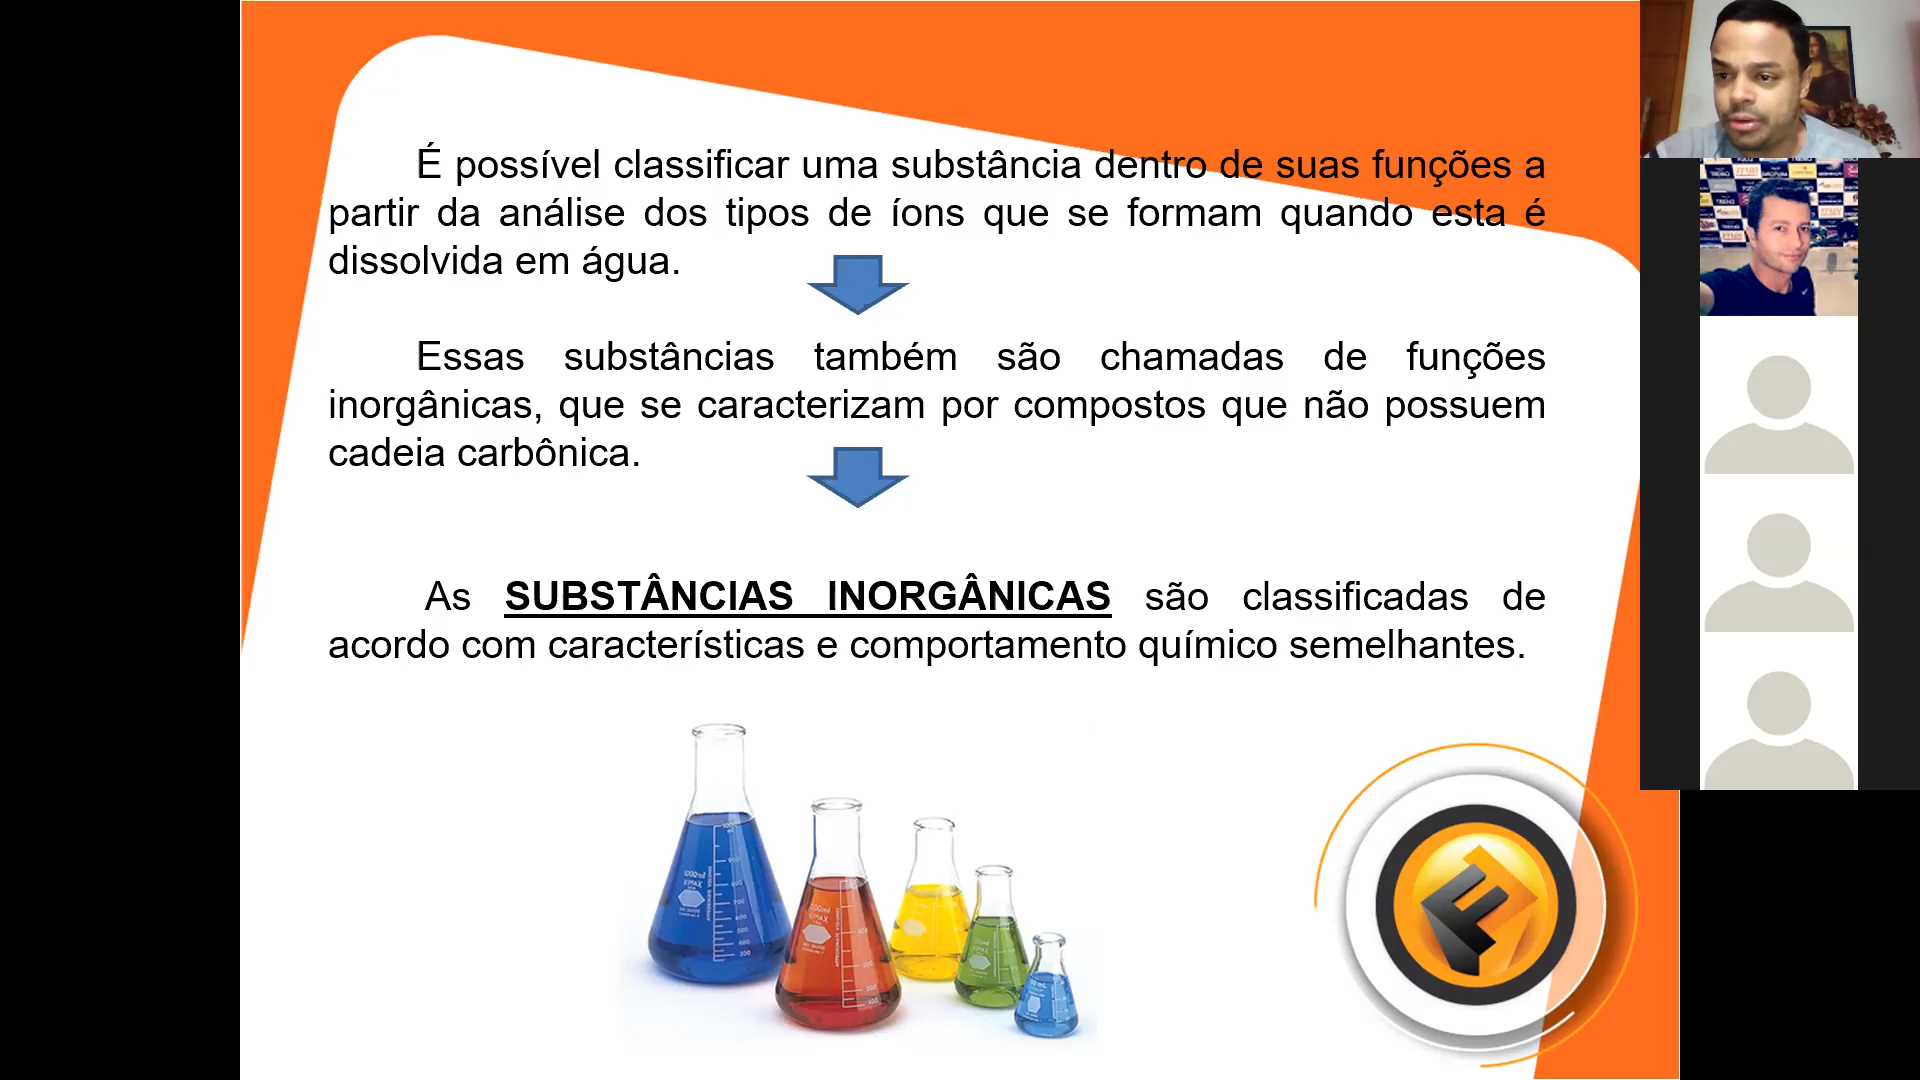 É possível classificar uma substância dentro de suas funções a
partir da análise dos tipos de íons que se formam quando esta é
dissolvida em água.
Essas substâncias também são chamadas de funções
inorgânicas, que se caracterizam por compostos que não possuem
cadeia carbônica.
As SUBSTÂNCIAS INORGÂNICAS são classificadas de
acordo com características e comportamento químico semelhantes.